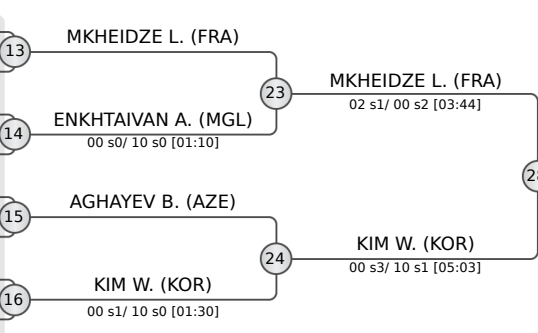 13
MKHEIDZE L. (FRA)
23
MKHEIDZE L. (FRA)
02 s1/ 00 s2 [03:44]
14
ENKHTAIVAN A. (MGL)
00 s0/ 10 s0 [01:10]
15
AGHAYEV B. (AZE)
24
KIM W. (KOR)
00 s3/ 10 s1 [05:03]
16
KIM W. (KOR)
00 s1/ 10 s0 [01:30]